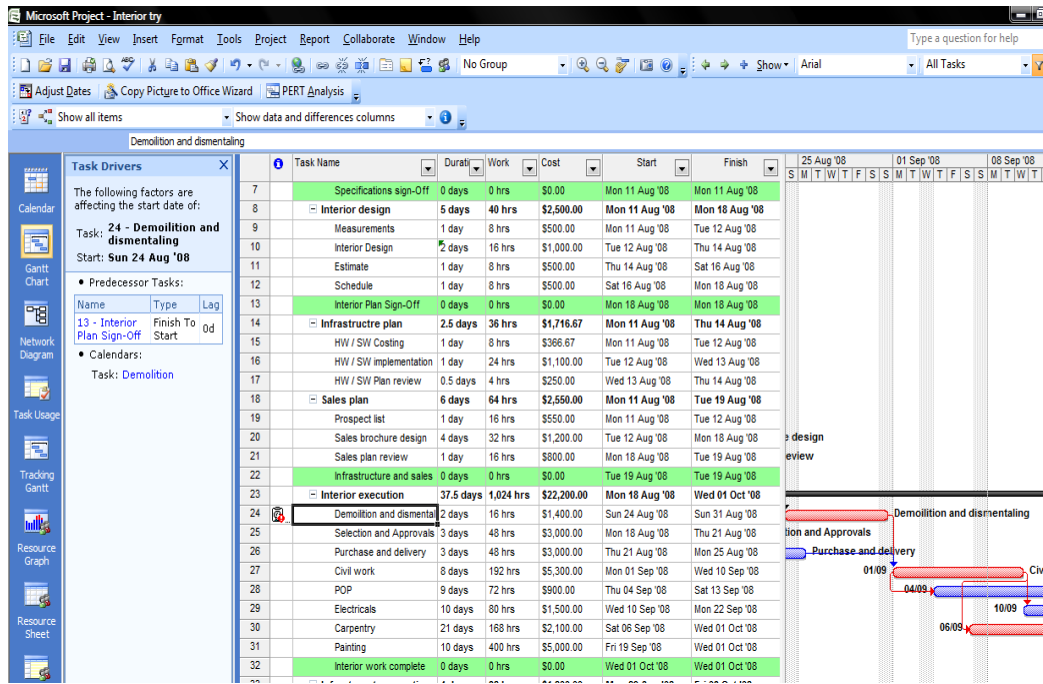 Microsoft Project - Interior try
File Edit View Insert Format Tools Project Report Collaborate Window Help Type a question for help
No Group Show Arial All Tasks
Adjust Dates Copy Picture to Office Wizard PERT Analysis
Show all items Show data and differences columns
Demoilition and dismentaling
Calendar
Gantt
Chart
Network
Diagram
Task Usage
Tracking
Gantt
Resource
Graph
Resource
Sheet
Task Drivers X
The following factors are
affecting the start date of:
Task: 24 - Demoilition and
dismentaling
Start: Sun 24 Aug '08
• Predecessor Tasks:
Name Type Lag
13 - Interior Finish To 0d
Plan Sign-Off Start
• Calendars:
Task: Demolition
Task Name Durati Work Cost Start Finish 25 Aug '08 01 Sep '08 08 Sep '08
S M T W T F S S M T W T F S S M T W T
7 Specifications sign-Off 0 days 0 hrs $0.00 Mon 11 Aug '08 Mon 11 Aug '08
8 Interior design 5 days 40 hrs $2,500.00 Mon 11 Aug '08 Mon 18 Aug '08
9 Measurements 1 day 8 hrs $500.00 Mon 11 Aug '08 Tue 12 Aug '08
10 Interior Design 2 days 16 hrs $1,000.00 Tue 12 Aug '08 Thu 14 Aug '08
11 Estimate 1 day 8 hrs $500.00 Thu 14 Aug '08 Sat 16 Aug '08
12 Schedule 1 day 8 hrs $500.00 Sat 16 Aug '08 Mon 18 Aug '08
13 Interior Plan Sign-Off 0 days 0 hrs $0.00 Mon 18 Aug '08 Mon 18 Aug '08
14 Infrastructre plan 2.5 days 36 hrs $1,716.67 Mon 11 Aug '08 Thu 14 Aug '08
15 HW / SW Costing 1 day 8 hrs $366.67 Mon 11 Aug '08 Tue 12 Aug '08
16 HW / SW implementation 1 day 24 hrs $1,100.00 Tue 12 Aug '08 Wed 13 Aug '08
17 HW / SW Plan review 0.5 days 4 hrs $250.00 Wed 13 Aug '08 Thu 14 Aug '08
18 Sales plan 6 days 64 hrs $2,550.00 Mon 11 Aug '08 Tue 19 Aug '08
19 Prospect list 1 day 16 hrs $550.00 Mon 11 Aug '08 Tue 12 Aug '08
20 Sales brochure design 4 days 32 hrs $1,200.00 Tue 12 Aug '08 Mon 18 Aug '08 e design
21 Sales plan review 1 day 16 hrs $800.00 Mon 18 Aug '08 Tue 19 Aug '08 eview
22 Infrastructure and sales 0 days 0 hrs $0.00 Tue 19 Aug '08 Tue 19 Aug '08
23 Interior execution 37.5 days 1,024 hrs $22,200.00 Mon 18 Aug '08 Wed 01 Oct '08
24 Demoilition and dismental 2 days 16 hrs $1,400.00 Sun 24 Aug '08 Sun 31 Aug '08 Demoilition and dismentaling
25 Selection and Approvals 3 days 48 hrs $3,000.00 Mon 18 Aug '08 Thu 21 Aug '08 tion and Approvals
26 Purchase and delivery 3 days 48 hrs $3,000.00 Thu 21 Aug '08 Mon 25 Aug '08 Purchase and delivery
27 Civil work 8 days 192 hrs $5,300.00 Mon 01 Sep '08 Wed 10 Sep '08 01/09 Civ
28 POP 9 days 72 hrs $900.00 Thu 04 Sep '08 Sat 13 Sep '08 04/09
29 Electricals 10 days 80 hrs $1,500.00 Wed 10 Sep '08 Mon 22 Sep '08 10/09
30 Carpentry 21 days 168 hrs $2,100.00 Sat 06 Sep '08 Wed 01 Oct '08 06/09
31 Painting 10 days 400 hrs $5,000.00 Fri 19 Sep '08 Wed 01 Oct '08
32 Interior work complete 0 days 0 hrs $0.00 Wed 01 Oct '08 Wed 01 Oct '08